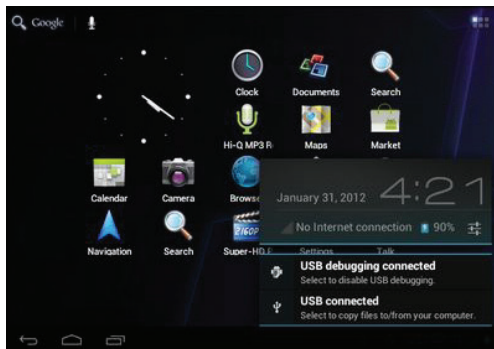 Google
Clock Documents Search
Hi-Q MP3 R Maps Market
Calendar Camera Browse
January 31, 2012 4:21
No Internet connection 90%
Navigation Search Super-HD Settings Talk
2160P
USB debugging connected
Select to disable USB debugging.
USB connected
Select to copy files to/from your computer.